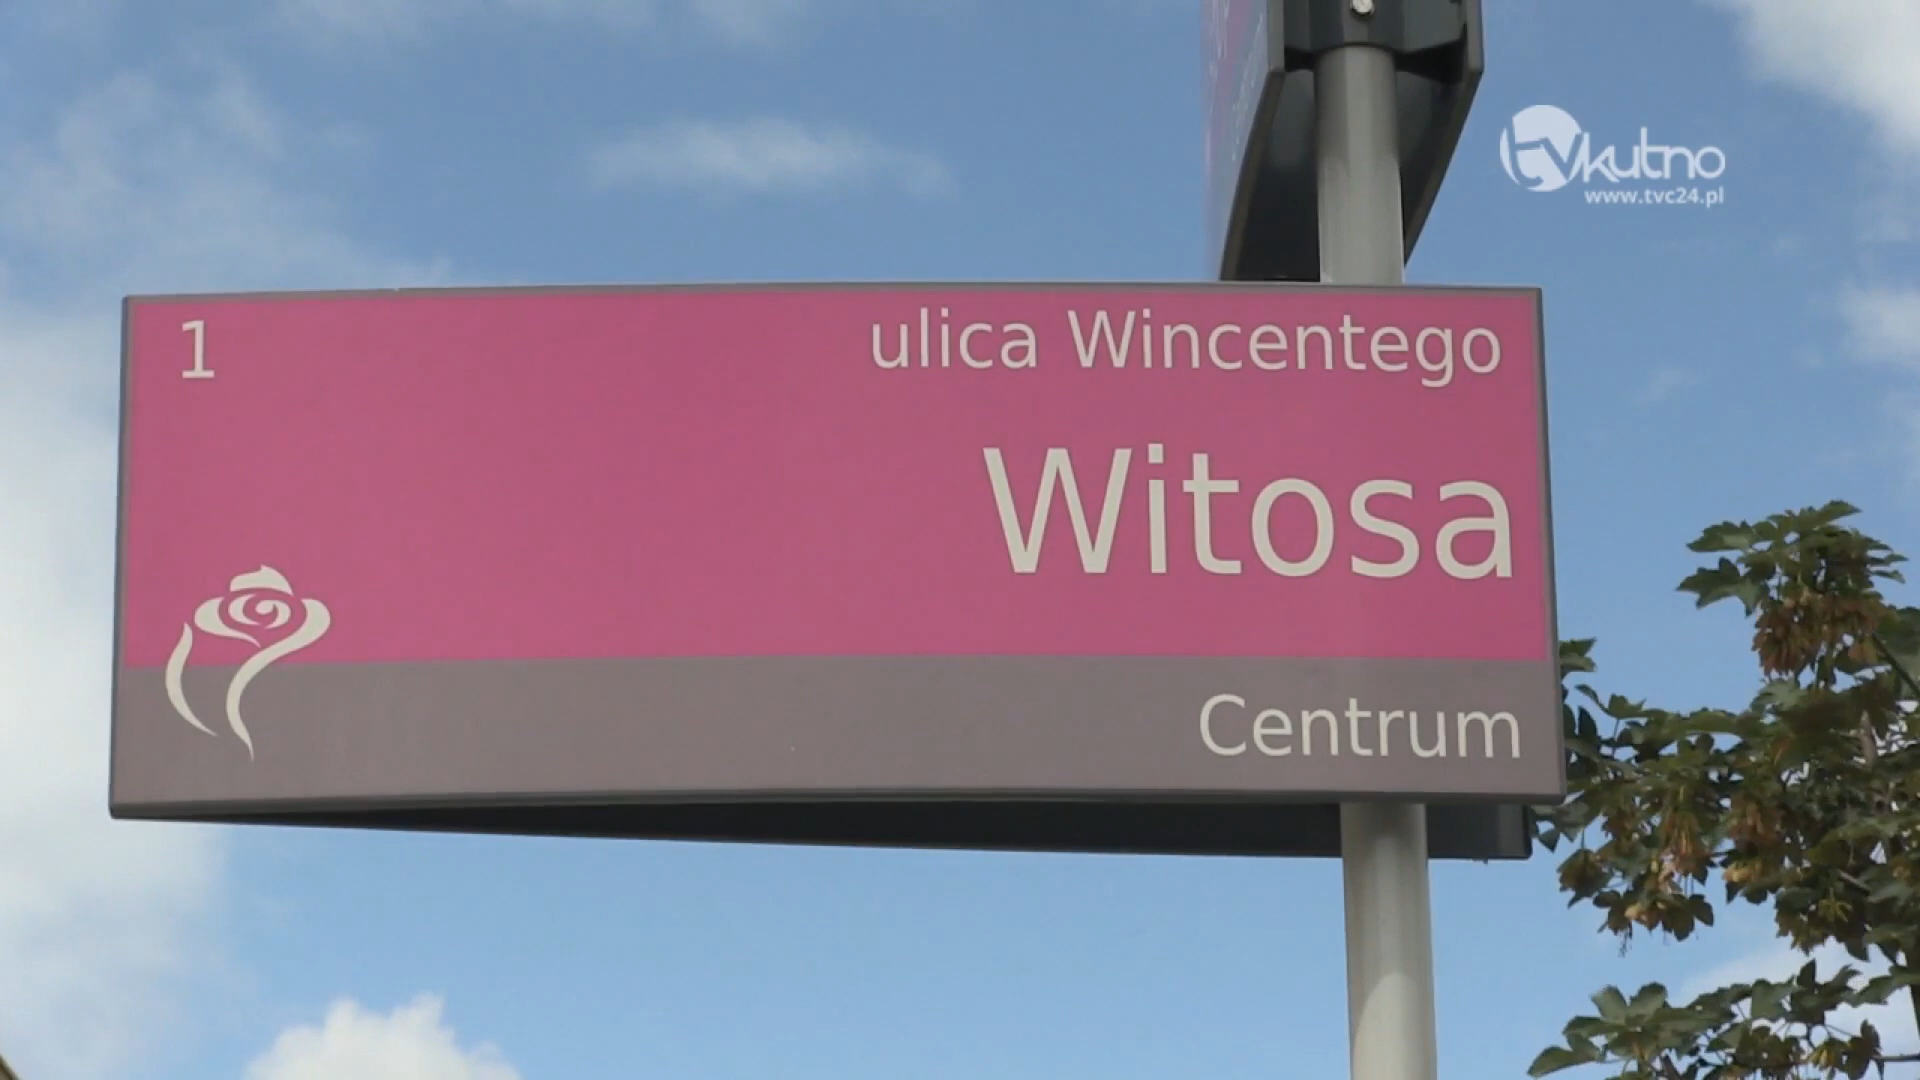 tvkutno
www.tvc24.pl
1
ulica Wincentego
Witosa
Centrum